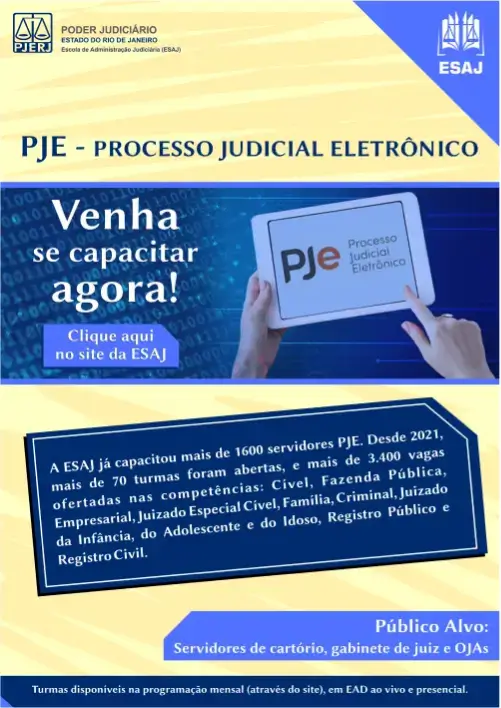 PJERJ
PODER JUDICIÁRIO
ESTADO DO RIO DE JANEIRO
Escola de Administração Judiciária (ESAJ)
ESAJ
PJE - PROCESSO JUDICIAL ELETRÔNICO
Venha
se capacitar
agora!
Clique aqui
no site da ESAJ
PJe Processo
Judicial
Eletrônico
A ESAJ já capacitou mais de 1600 servidores PJE. Desde 2021,
mais de 70 turmas foram abertas, e mais de 3.400 vagas
ofertadas nas competências: Cível, Fazenda Pública,
Empresarial, Juizado Especial Cível, Família, Criminal, Juizado
da Infância, do Adolescente e do Idoso, Registro Público e
Registro Civil.
Público Alvo:
Servidores de cartório, gabinete de juiz e OJAs
Turmas disponíveis na programação mensal (através do site), em EAD ao vivo e presencial.